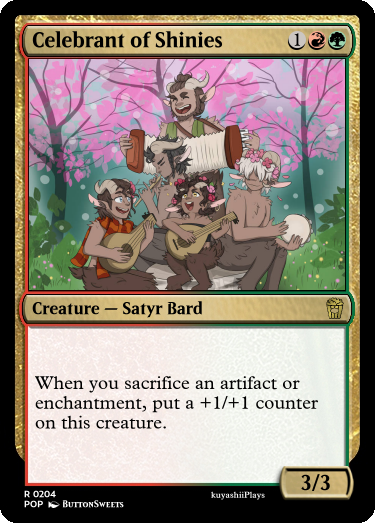 Celebrant of Shinies 1
Creature — Satyr Bard
When you sacrifice an artifact or
enchantment, put a +1/+1 counter
on this creature.
3/3
R 0204
POP ButtonSweets
kuyashiiPlays